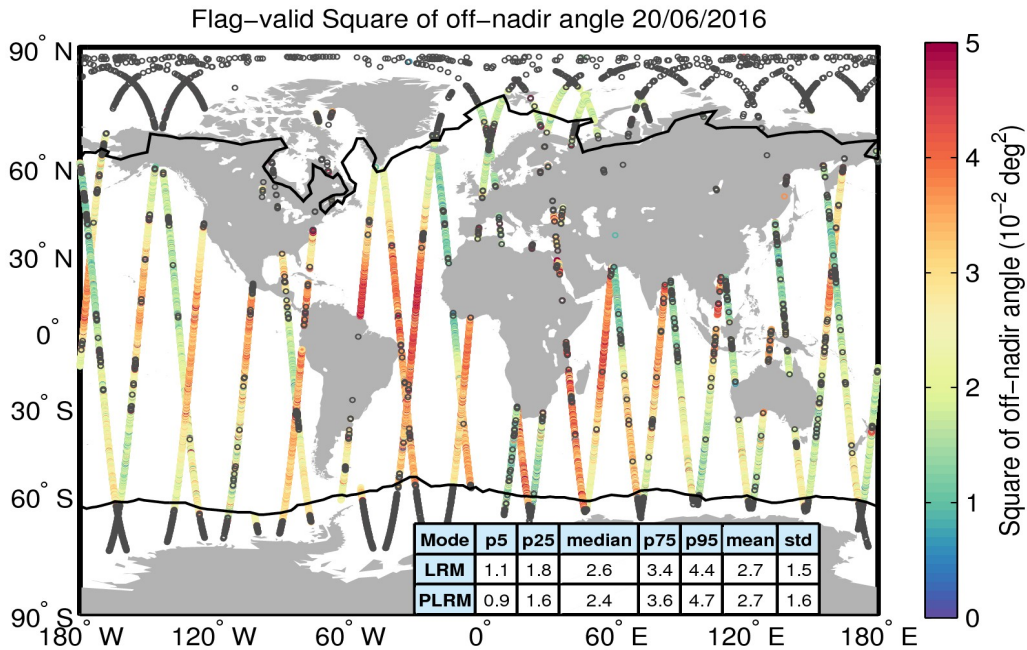 Flag−valid Square of off−nadir angle 20/06/2016
90° N
60° N
30° N
0°
30° S
60° S
90° S
180° W
120° W
60° W
0°
60° E
120° E
180° E
Mode p5 p25 median p75 p95 mean std
LRM 1.1 1.8 2.6 3.4 4.4 2.7 1.5
PLRM 0.9 1.6 2.4 3.6 4.7 2.7 1.6
5
4
3
2
1
0
Square of off−nadir angle (10⁻² deg²)